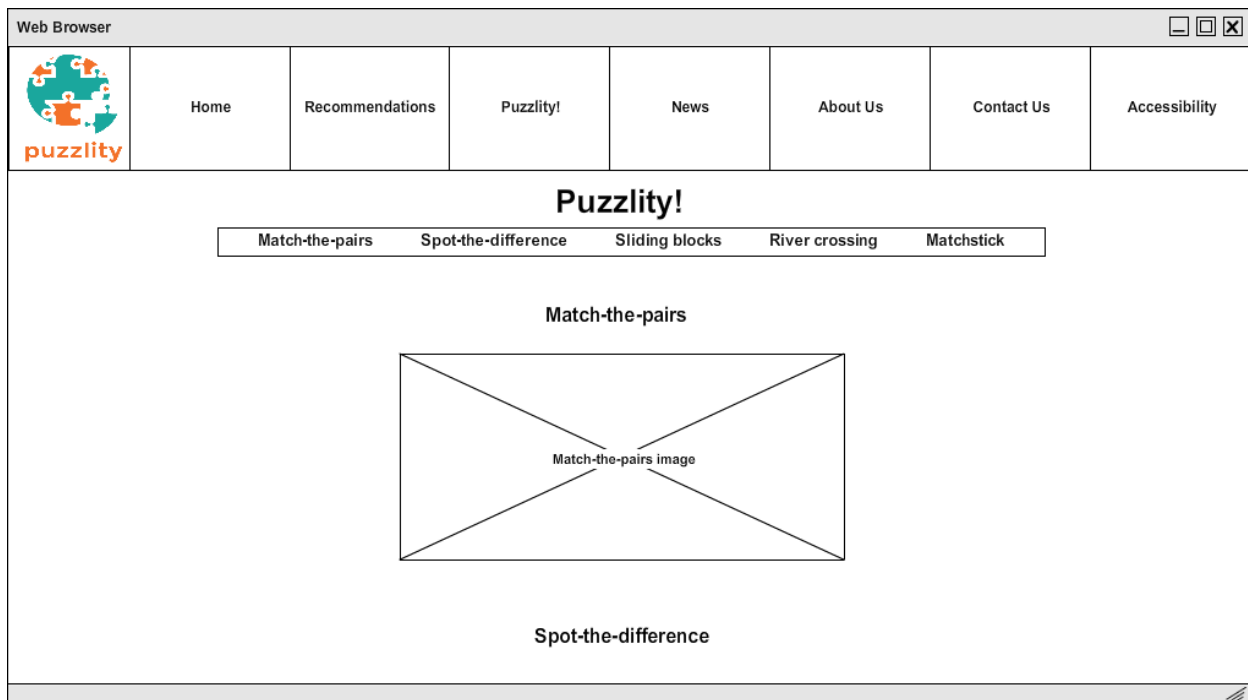 Web Browser
puzzlity
Home
Recommendations
Puzzlity!
News
About Us
Contact Us
Accessibility
Puzzlity!
Match-the-pairs Spot-the-difference Sliding blocks River crossing Matchstick
Match-the-pairs
Match-the-pairs image
Spot-the-difference